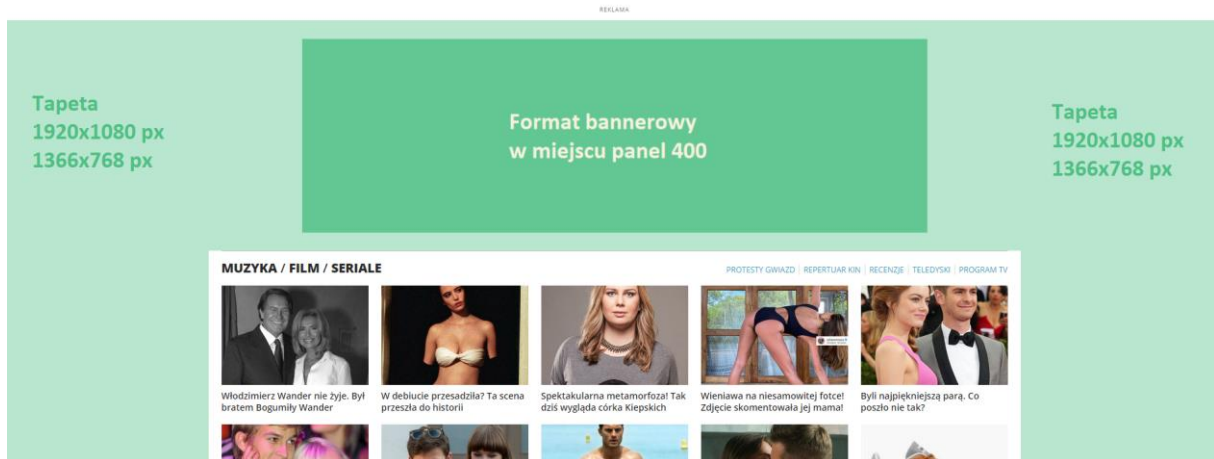 REKLAMA
Tapeta
1920x1080 px
1366x768 px
Format bannerowy
w miejscu panel 400
Tapeta
1920x1080 px
1366x768 px
MUZYKA / FILM / SERIALE
PROTESTY GWIAZD | REPERTUAR KIN | RECENZJE | TELEDYSKI | PROGRAM TV
Włodzimierz Wander nie żyje. Był
bratem Bogumiły Wander
W debiucie przesadziła? Ta scena
przeszła do historii
Spektakularna metamorfoza! Tak
dziś wygląda córka Kiepskich
Wieniawa na niesamowitej fotce!
Zdjęcie skomentowała jej mama!
Byli najpiękniejszą parą. Co
poszło nie tak?